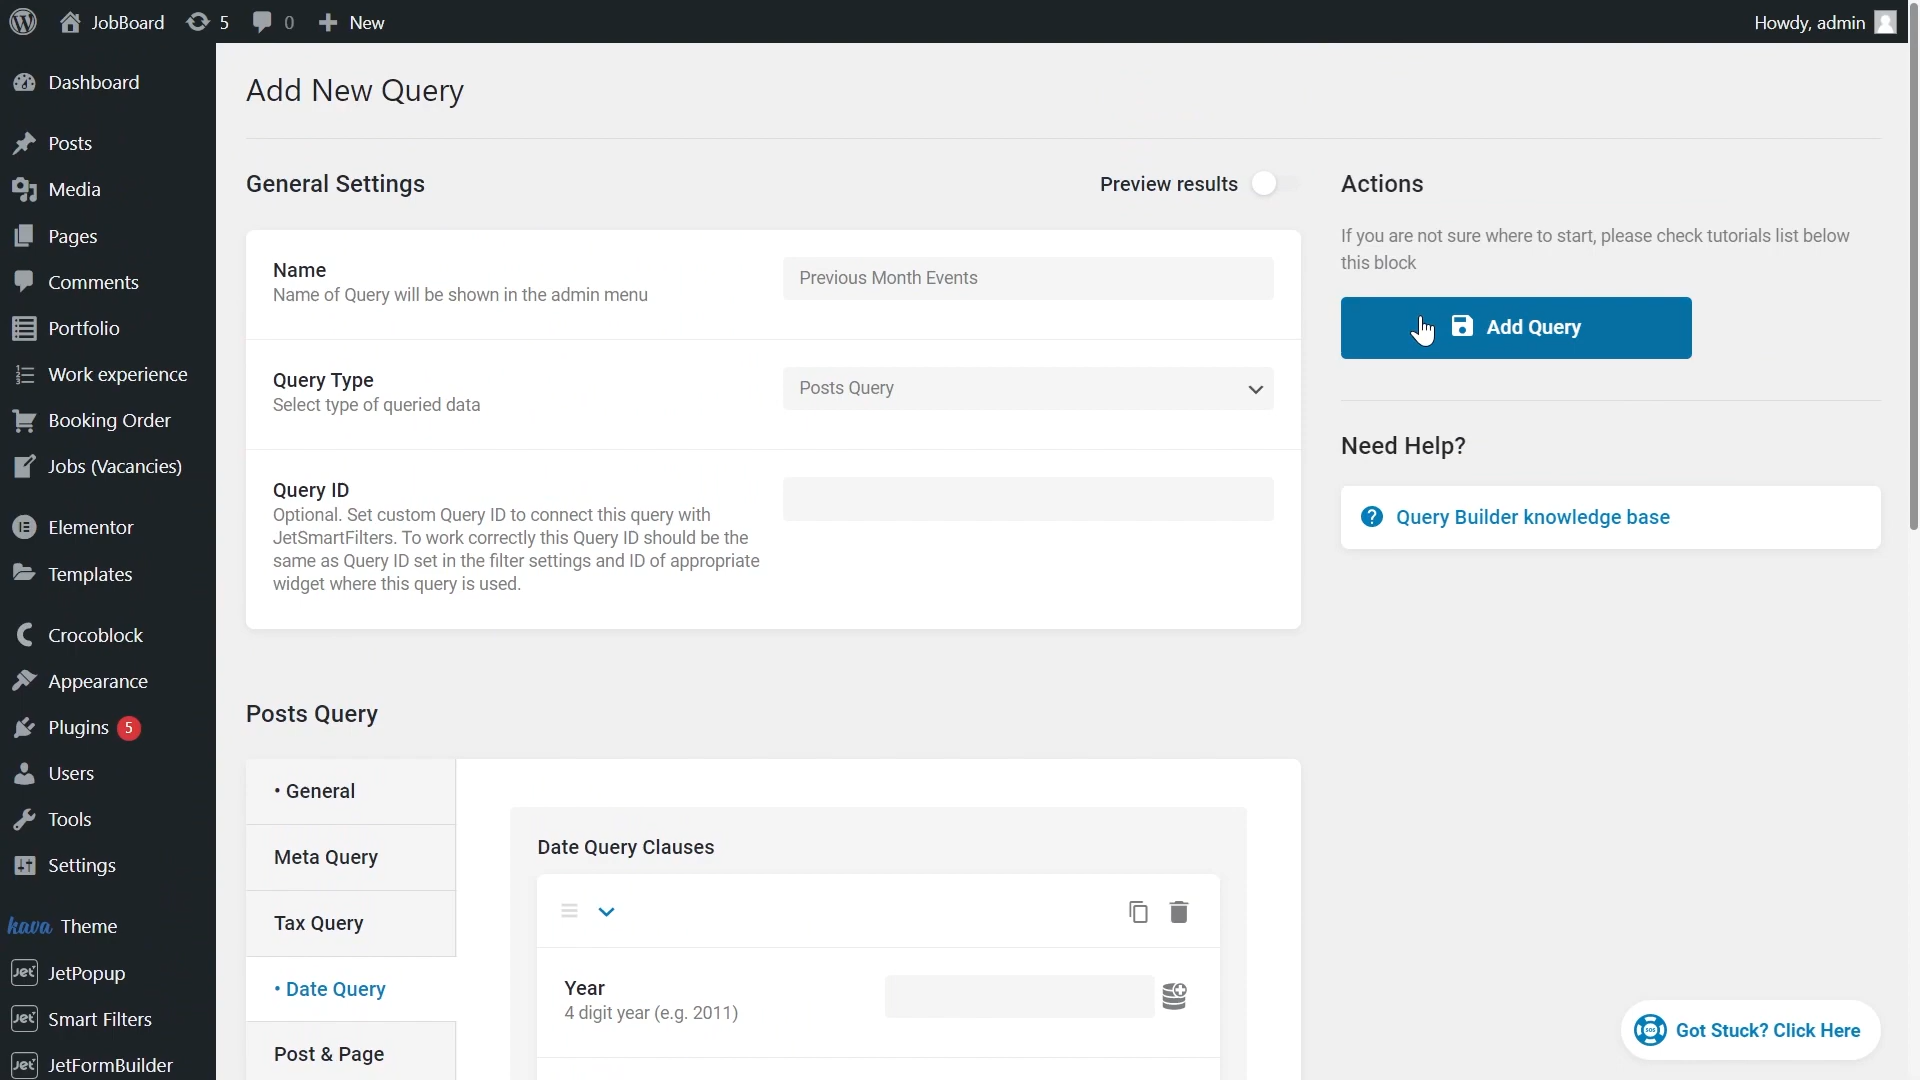 JobBoard
5
0
New
Howdy, admin
Dashboard
Posts
Media
Pages
Comments
Portfolio
Work experience
Booking Order
Jobs (Vacancies)
Elementor
Templates
Crocoblock
Appearance
Plugins 5
Users
Tools
Settings
kava Theme
Jet JetPopup
Jet Smart Filters
Jet JetFormBuilder
Add New Query
General Settings
Preview results
Name
Name of Query will be shown in the admin menu
Previous Month Events
Query Type
Select type of queried data
Posts Query
Query ID
Optional. Set custom Query ID to connect this query with
JetSmartFilters. To work correctly this Query ID should be the
same as Query ID set in the filter settings and ID of appropriate
widget where this query is used.
Posts Query
• General
Meta Query
Tax Query
• Date Query
Post & Page
Date Query Clauses
Year
4 digit year (e.g. 2011)
Actions
If you are not sure where to start, please check tutorials list below
this block
Add Query
Need Help?
Query Builder knowledge base
SOS Got Stuck? Click Here